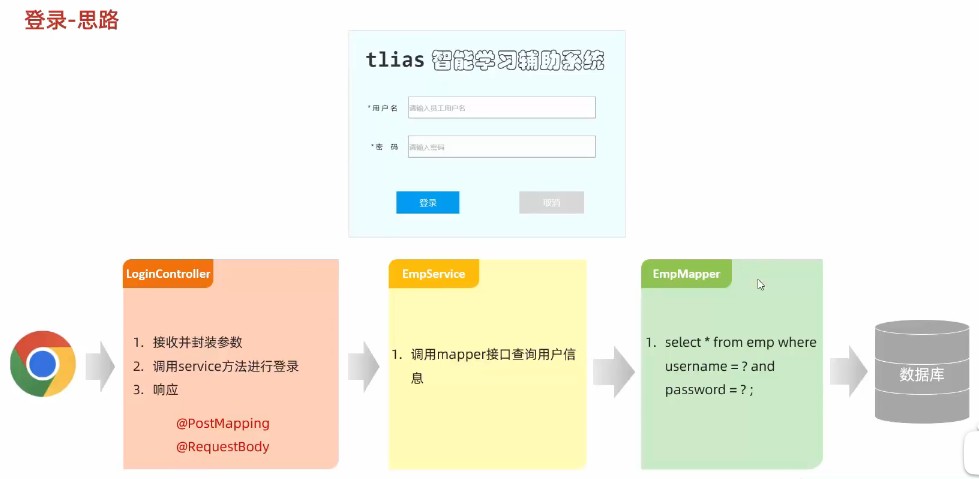 登录-思路
tlias 智能学习辅助系统
*用户名 请输入员工用户名
*密 码 请输入密码
登录 取消
LoginController
1. 接收并封装参数
2. 调用service方法进行登录
3. 响应
@PostMapping
@RequestBody
EmpService
1. 调用mapper接口查询用户信
息
EmpMapper
1. select * from emp where
username = ? and
password = ? ;
数据库